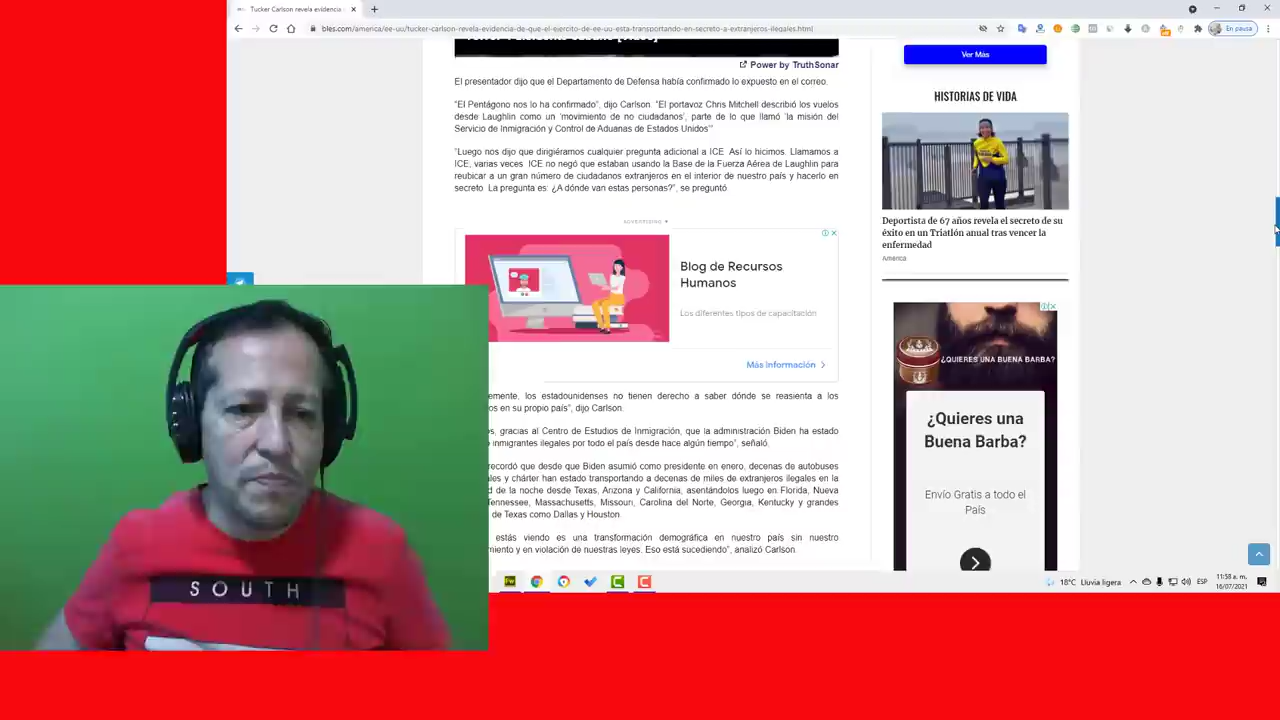 Tucker Carlson revela evidencia
bles.com/america/ee-uu/tucker-carlson-revela-evidencia-de-que-el-ejercito-de-ee-uu-esta-transportando-en-secreto-a-extranjeros-ilegales.html
En pausa
Power by TruthSonar
El presentador dijo que el Departamento de Defensa había confirmado lo expuesto en el correo.
“El Pentágono nos lo ha confirmado”, dijo Carlson. “El portavoz Chris Mitchell describió los vuelos
desde Laughlin como un ‘movimiento de no ciudadanos’, parte de lo que llamó ‘la misión del
Servicio de Inmigración y Control de Aduanas de Estados Unidos’”
“Luego nos dijo que dirigiéramos cualquier pregunta adicional a ICE. Así lo hicimos. Llamamos a
ICE, varias veces. ICE no negó que estaban usando la Base de la Fuerza Aérea de Laughlin para
reubicar a un gran número de ciudadanos extranjeros en el interior de nuestro país y hacerlo en
secreto. La pregunta es: ¿A dónde van estas personas?”, se preguntó.
ADVERTISING
Blog de Recursos
Humanos
Los diferentes tipos de capacitación
Más información
emente, los estadounidenses no tienen derecho a saber dónde se reasienta a los
os en su propio país”, dijo Carlson.
os, gracias al Centro de Estudios de Inmigración, que la administración Biden ha estado
inmigrantes ilegales por todo el país desde hace algún tiempo”, señaló.
recordó que desde que Biden asumió como presidente en enero, decenas de autobuses
les y chárter han estado transportando a decenas de miles de extranjeros ilegales en la
d de la noche desde Texas, Arizona y California, asentándolos luego en Florida, Nueva
Tennessee, Massachusetts, Missouri, Carolina del Norte, Georgia, Kentucky y grandes
de Texas como Dallas y Houston.
estás viendo es una transformación demográfica en nuestro país sin nuestro
miento y en violación de nuestras leyes. Eso está sucediendo”, analizó Carlson.
Ver Más
HISTORIAS DE VIDA
Deportista de 67 años revela el secreto de su
éxito en un Triatlón anual tras vencer la
enfermedad
America
¿QUIERES UNA BUENA BARBA?
¿Quieres una
Buena Barba?
Envío Gratis a todo el
País
SOUTH
18°C Lluvia ligera
ESP
11:58 a. m.
16/07/2021